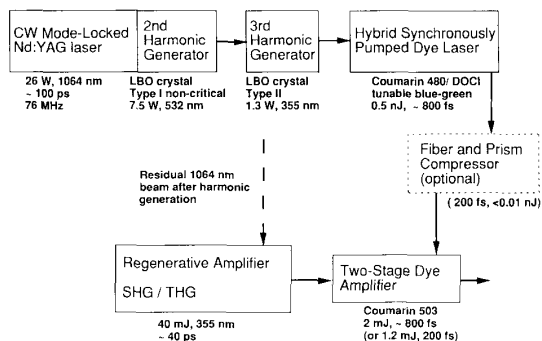 CW Mode-Locked
Nd:YAG laser
2nd
Harmonic
Generator
3rd
Harmonic
Generator
Hybrid Synchronously
Pumped Dye Laser
26 W, 1064 nm
~ 100 ps
76 MHz
LBO crystal
Type I non-critical
7.5 W, 532 nm
LBO crystal
Type II
1.3 W, 355 nm
Coumarin 480/ DOCI
tunable blue-green
0.5 nJ, ~ 800 fs
Fiber and Prism
Compressor
(optional)
( 200 fs, <0.01 nJ)
Residual 1064 nm
beam after harmonic
generation
Regenerative Amplifier
SHG / THG
Two-Stage Dye
Amplifier
40 mJ, 355 nm
~ 40 ps
Coumarin 503
2 mJ, ~ 800 fs
(or 1.2 mJ, 200 fs)